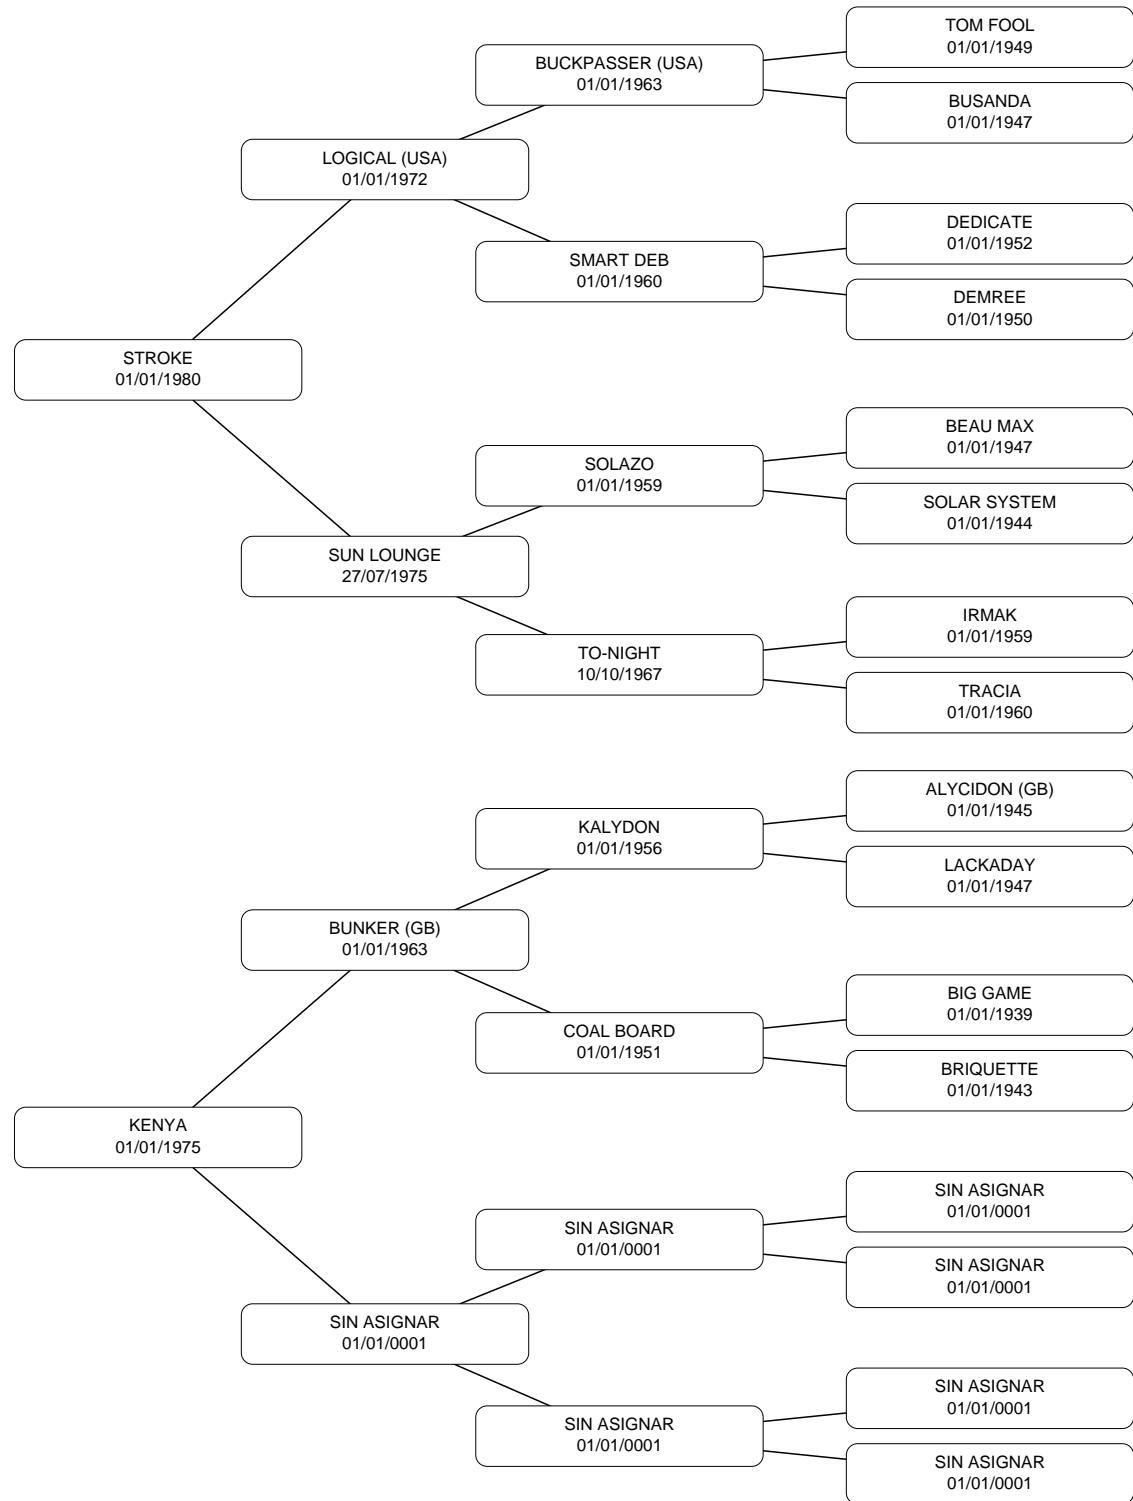 TOM FOOL
01/01/1949
BUCKPASSER (USA)
01/01/1963
BUSANDA
01/01/1947
LOGICAL (USA)
01/01/1972
DEDICATE
01/01/1952
SMART DEB
01/01/1960
DEMREE
01/01/1950
STROKE
01/01/1980
BEAU MAX
01/01/1947
SOLAZO
01/01/1959
SOLAR SYSTEM
01/01/1944
SUN LOUNGE
27/07/1975
IRMAK
01/01/1959
TO-NIGHT
10/10/1967
TRACIA
01/01/1960
ALYCIDON (GB)
01/01/1945
KALYDON
01/01/1956
LACKADAY
01/01/1947
BUNKER (GB)
01/01/1963
BIG GAME
01/01/1939
COAL BOARD
01/01/1951
BRIQUETTE
01/01/1943
KENYA
01/01/1975
SIN ASIGNAR
01/01/0001
SIN ASIGNAR
01/01/0001
SIN ASIGNAR
01/01/0001
SIN ASIGNAR
01/01/0001
SIN ASIGNAR
01/01/0001
SIN ASIGNAR
01/01/0001
SIN ASIGNAR
01/01/0001